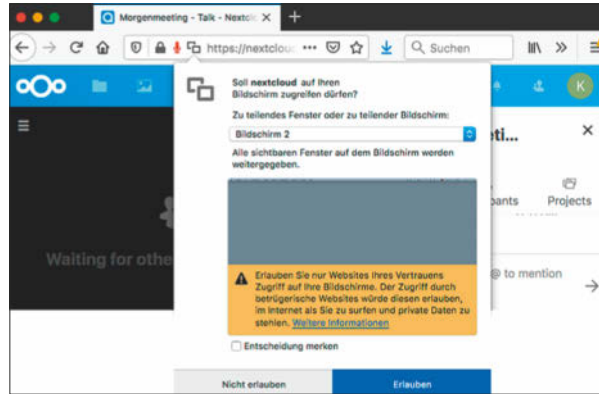 Morgenmeeting - Talk - Nextcl
https://nextclou
Suchen
K
Soll nextcloud auf Ihren
Bildschirm zugreifen dürfen?
Zu teilendes Fenster oder zu teilender Bildschirm:
Bildschirm 2
Alle sichtbaren Fenster auf dem Bildschirm werden
weitergegeben.
ti...
pants Projects
Waiting for othe
@ to mention
Erlauben Sie nur Websites Ihres Vertrauens
Zugriff auf Ihre Bildschirme. Der Zugriff durch
betrügerische Websites würde diesen erlauben,
im Internet als Sie zu surfen und private Daten zu
stehlen. Weitere Informationen
Entscheidung merken
Nicht erlauben
Erlauben